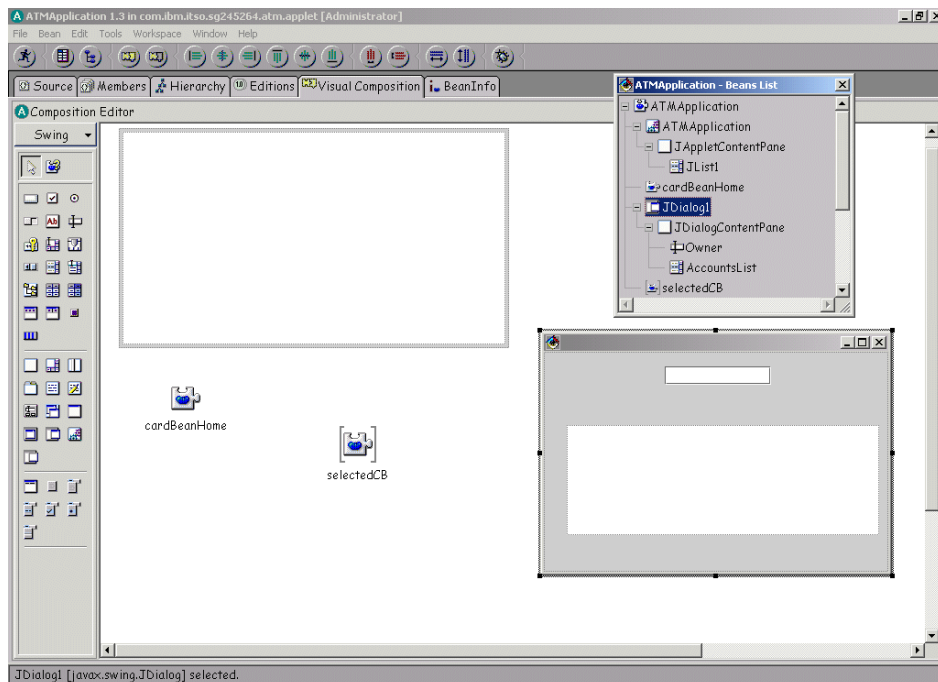 ATMApplication 1.3 in com.ibm.itso.sg245264.atm.applet [Administrator]
File Bean Edit Tools Workspace Window Help
Source Members Hierarchy Editions Visual Composition BeanInfo
Composition Editor
Swing
Ab
ATMApplication - Beans List
ATMApplication
ATMApplication
JAppletContentPane
JList1
cardBeanHome
JDialog1
JDialogContentPane
Owner
AccountsList
selectedCB
cardBeanHome
selectedCB
JDialog1 [javax.swing.JDialog] selected.